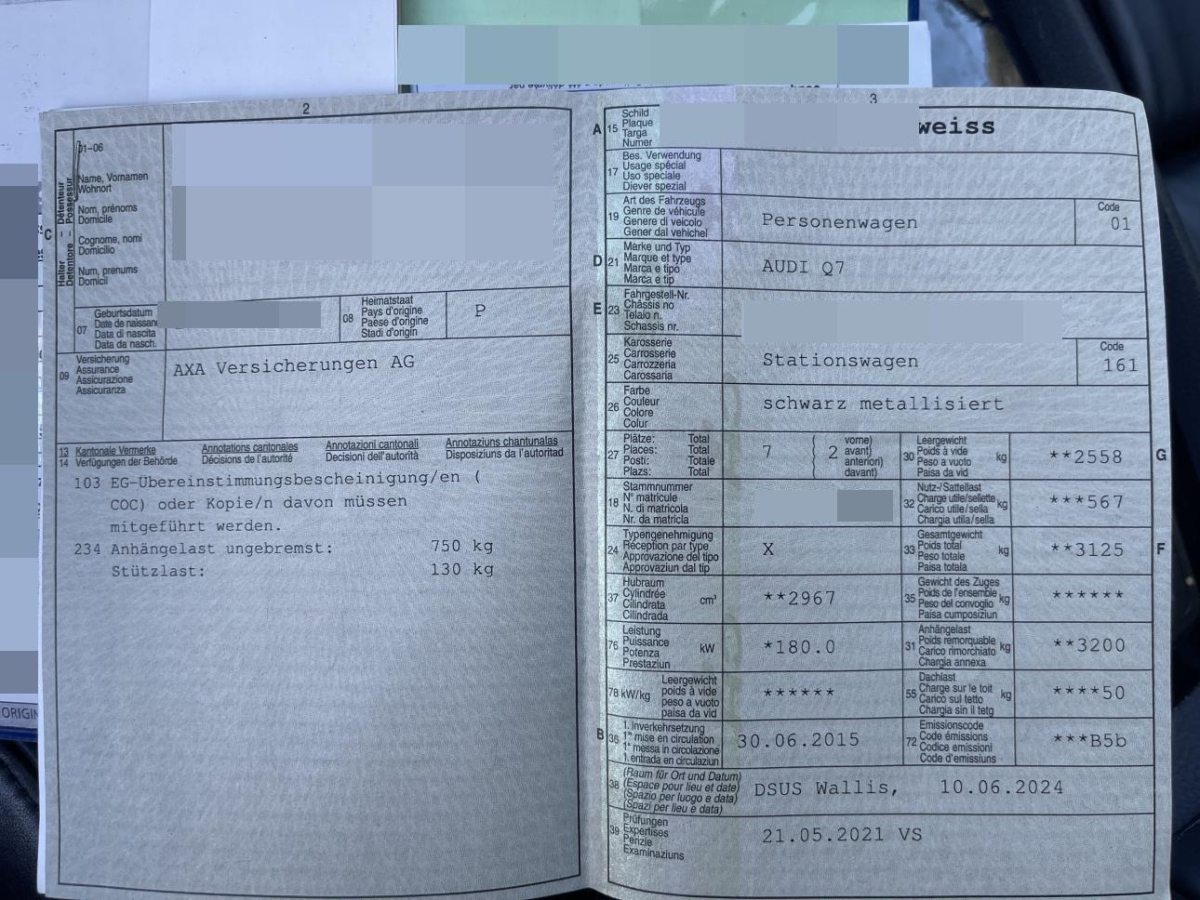 2
01-06
Halter – Détenteur
Detentore – Possessur
C
Name, Vornamen
Wohnort
Nom, prénoms
Domicile
Cognome, nomi
Domicilio
Num, prenums
Domicil
07
Geburtsdatum
Date de naissan
Data di nascita
Data da nasch.
08
Heimatstaat
Pays d'origine
Paese d'origine
Stadi d'origin
P
09
Versicherung
Assurance
Assicurazione
Assicuranza
AXA Versicherungen AG
13 Kantonale Vermerke
14 Verfügungen der Behörde
Annotations cantonales
Décisions de l'autorité
Annotazioni cantonali
Decisioni dell'autorità
Annotaziuns chantunalas
Disposiziuns da l'autoritad
103 EG-Übereinstimmungsbescheinigung/en (
COC) oder Kopie/n davon müssen
mitgeführt werden.
234 Anhängelast ungebremst: 750 kg
Stützlast: 130 kg
ORIGIN
3
A 15
Schild
Plaque
Targa
Numer
weiss
17
Bes. Verwendung
Usage spécial
Uso speciale
Diever spezial
19
Art des Fahrzeugs
Genre de véhicule
Genere di veicolo
Gener dal vehichel
Personenwagen
Code
01
D 21
Marke und Typ
Marque et type
Marca e tipo
Marca e tip
AUDI Q7
E 23
Fahrgestell-Nr.
Châssis no
Telaio n.
Schassis nr.
25
Karosserie
Carrosserie
Carrozzeria
Carossaria
Stationswagen
Code
161
26
Farbe
Couleur
Colore
Colur
schwarz metallisiert
27
Plätze: Total
Places: Total
Posti: Totale
Plazs: Total
7
( 2
vorne)
avant)
anteriori)
davant)
30
Leergewicht
Poids à vide
Peso a vuoto
Paisa da vid
kg
**2558
G
18
Stammnummer
N° matricule
N. di matricola
Nr. da matricla
32
Nutz-/Sattellast
Charge utile/sellette
Carico utile/sella
Chargia utila/sella
kg
***567
24
Typengenehmigung
Réception par type
Approvazione del tipo
Approvaziun dal tip
X
33
Gesamtgewicht
Poids total
Peso totale
Paisa totala
kg
**3125
F
37
Hubraum
Cylindrée
Cilindrata
Cilindrada
cm³
**2967
35
Gewicht des Zuges
Poids de l'ensemble
Peso del convoglio
Paisa cumposiziun
kg
******
76
Leistung
Puissance
Potenza
Prestaziun
kW
*180.0
31
Anhängelast
Poids remorquable
Carico rimorchiato
Chargia annexa
kg
**3200
78 kW/kg
Leergewicht
poids à vide
peso a vuoto
paisa da vid
******
55
Dachlast
Charge sur le toit
Carico sul tetto
Chargia sin il tetg
kg
****50
B 36
1. Inverkehrsetzung
1re mise en circulation
1a messa in circolazione
1. entrada en circulaziun
30.06.2015
72
Emissionscode
Code émissions
Codice emissioni
Code d'emissiuns
***B5b
38
(Raum für Ort und Datum)
(Espace pour lieu et date)
(Spazio per luogo e data)
(Spazi per lieu e data)
DSUS Wallis, 10.06.2024
39
Prüfungen
Expertises
Perizie
Examinaziuns
21.05.2021 VS